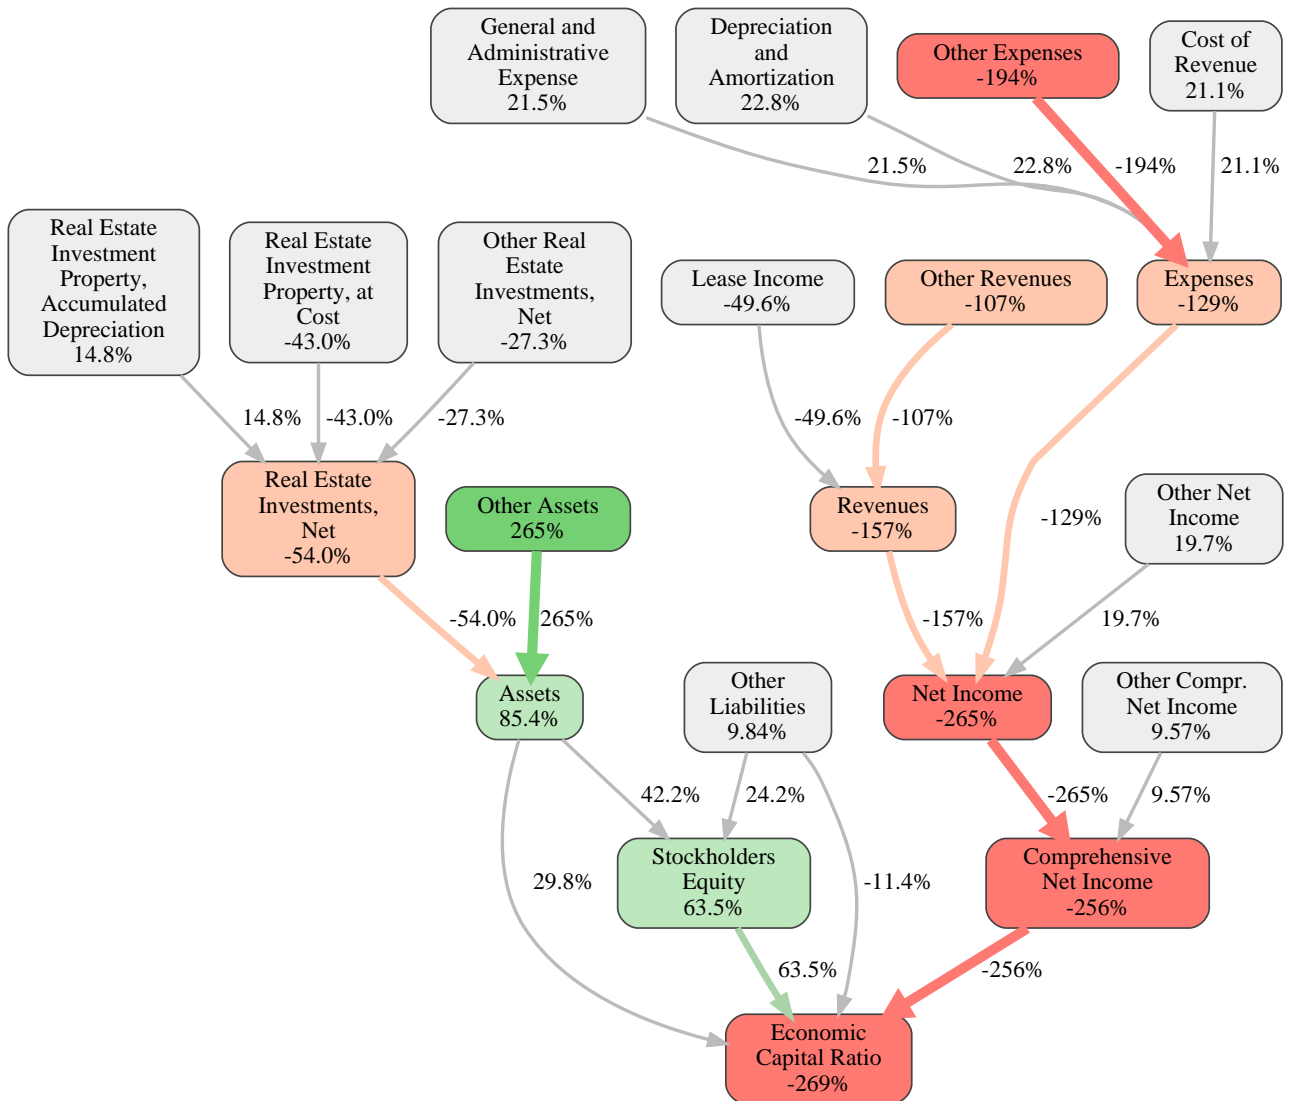 General and
Administrative
Expense
21.5%
Depreciation
and
Amortization
22.8%
Other Expenses
-194%
Cost of
Revenue
21.1%
21.5%
22.8%
-194%
21.1%
Real Estate
Investment
Property,
Accumulated
Depreciation
14.8%
Real Estate
Investment
Property, at
Cost
-43.0%
Other Real
Estate
Investments,
Net
-27.3%
Lease Income
-49.6%
Other Revenues
-107%
Expenses
-129%
14.8%
-43.0%
-27.3%
-49.6%
-107%
-129%
Real Estate
Investments,
Net
-54.0%
Other Assets
265%
Revenues
-157%
Other Net
Income
19.7%
-54.0%
265%
-157%
19.7%
Assets
85.4%
Other
Liabilities
9.84%
Net Income
-265%
Other Compr.
Net Income
9.57%
42.2%
24.2%
-265%
9.57%
29.8%
Stockholders
Equity
63.5%
-11.4%
Comprehensive
Net Income
-256%
63.5%
-256%
Economic
Capital Ratio
-269%